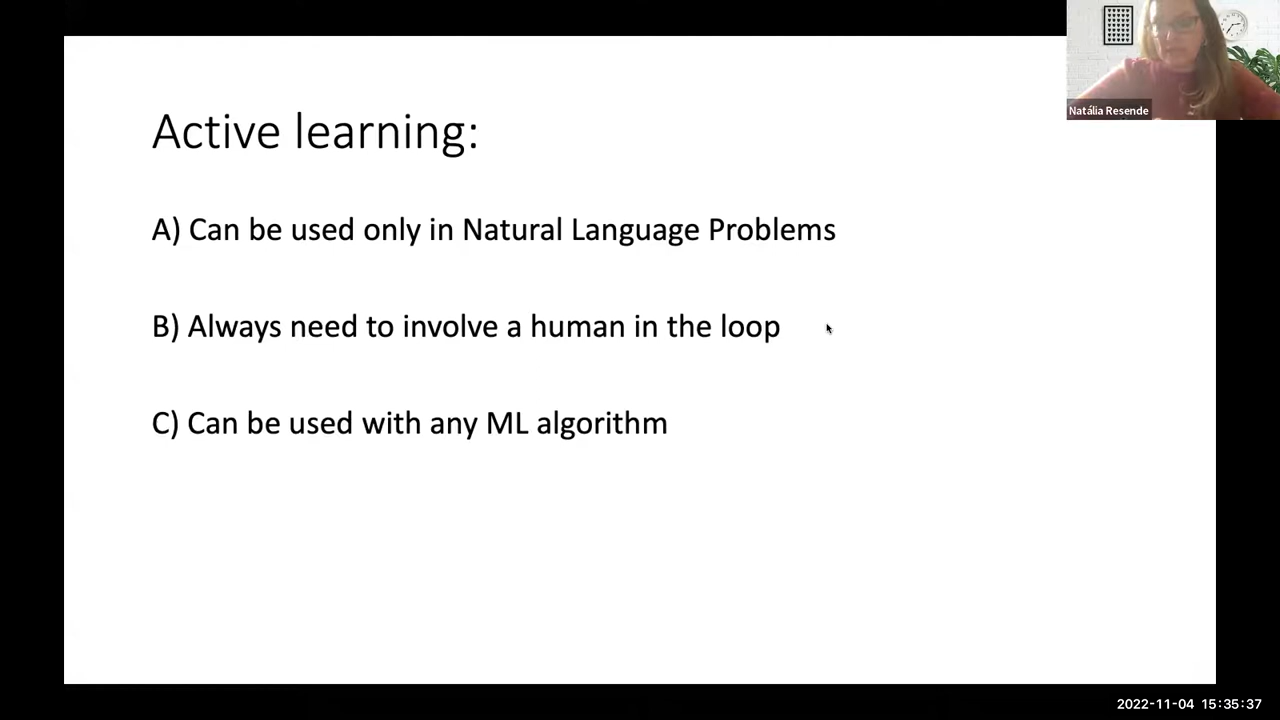 Natália Resende
Active learning:
A) Can be used only in Natural Language Problems
B) Always need to involve a human in the loop
C) Can be used with any ML algorithm
2022-11-04 15:35:37